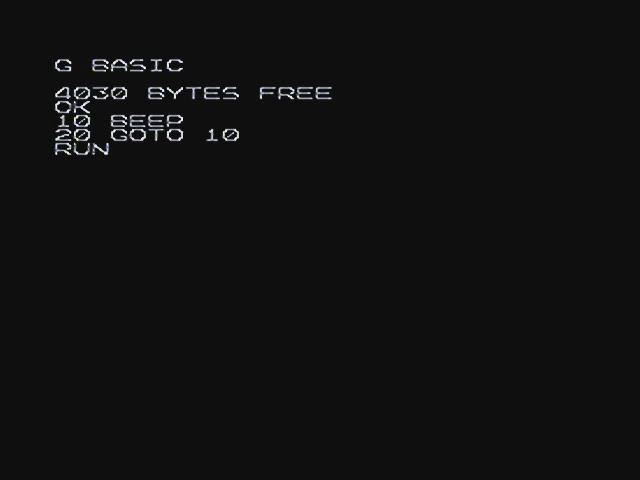 G BASIC
4030 BYTES FREE
OK
10 BEEP
20 GOTO 10
RUN